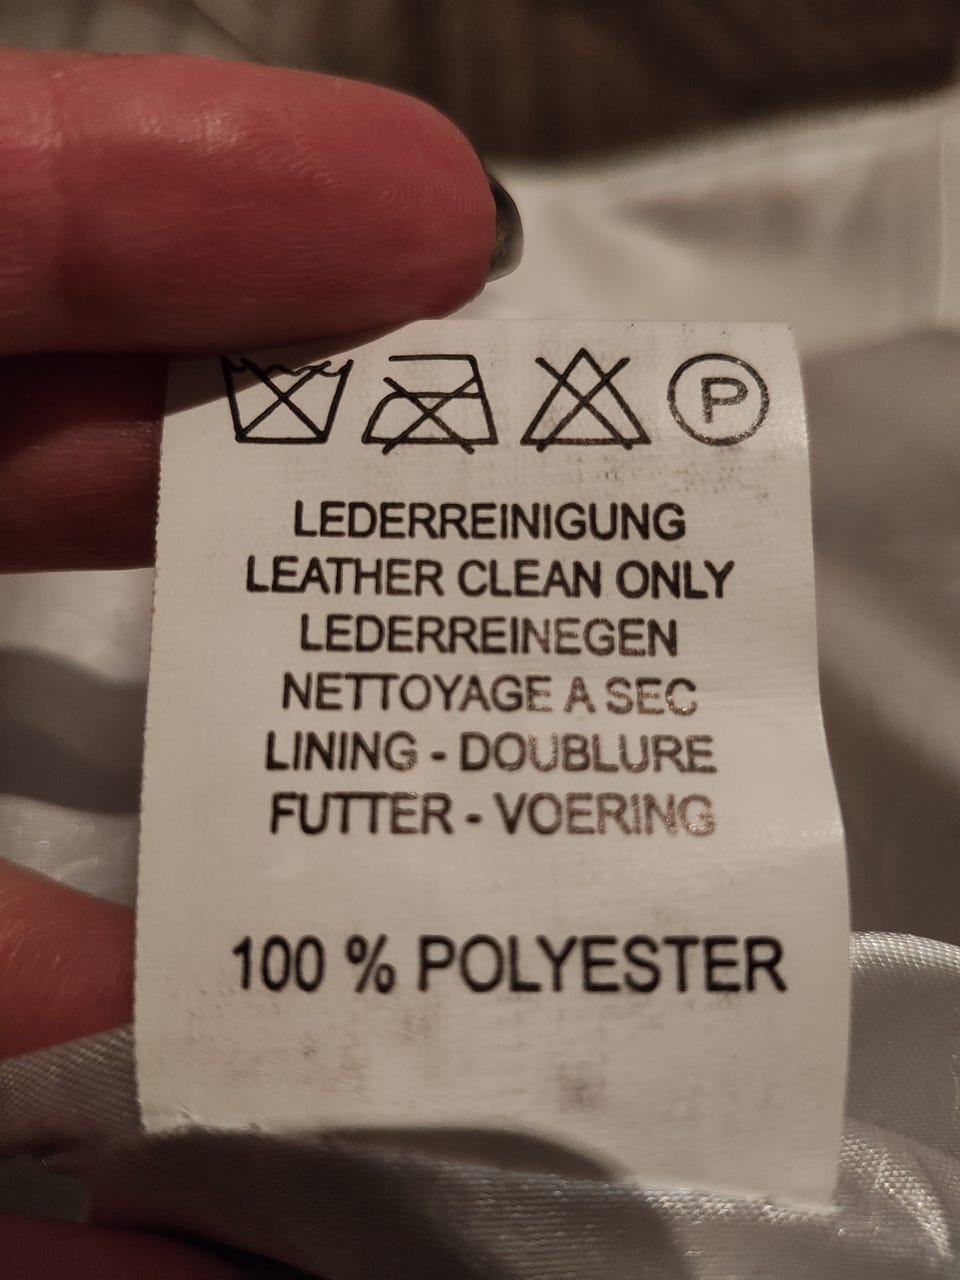 P
LEDERREINIGUNG
LEATHER CLEAN ONLY
LEDERREINEGEN
NETTOYAGE A SEC
LINING - DOUBLURE
FUTTER - VOERING
100 % POLYESTER